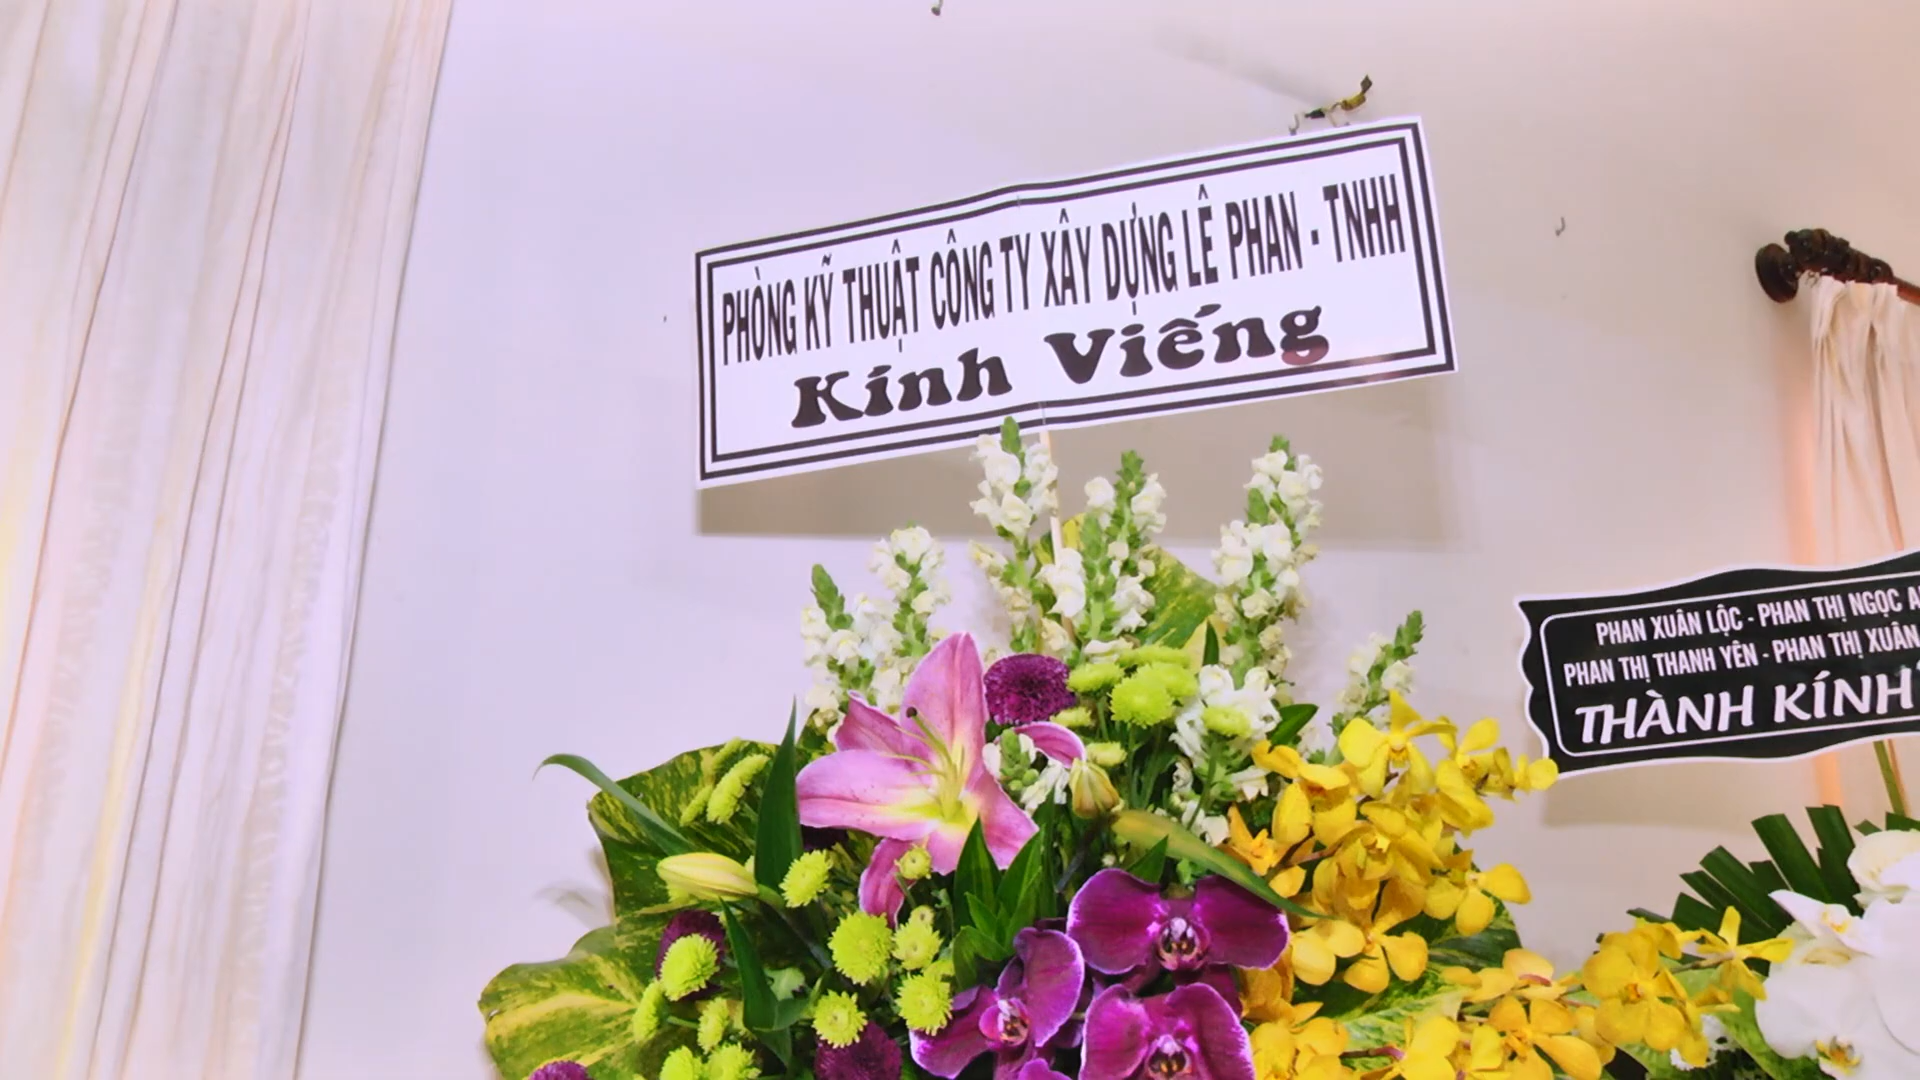 PHÒNG KỸ THUẬT CÔNG TY XÂY DỰNG LÊ PHAN - TNHH
Kính Viếng
PHAN XUÂN LỘC - PHAN THỊ NGỌC
PHAN THỊ THANH YÊN - PHAN THỊ XUÂN
THÀNH KÍNH